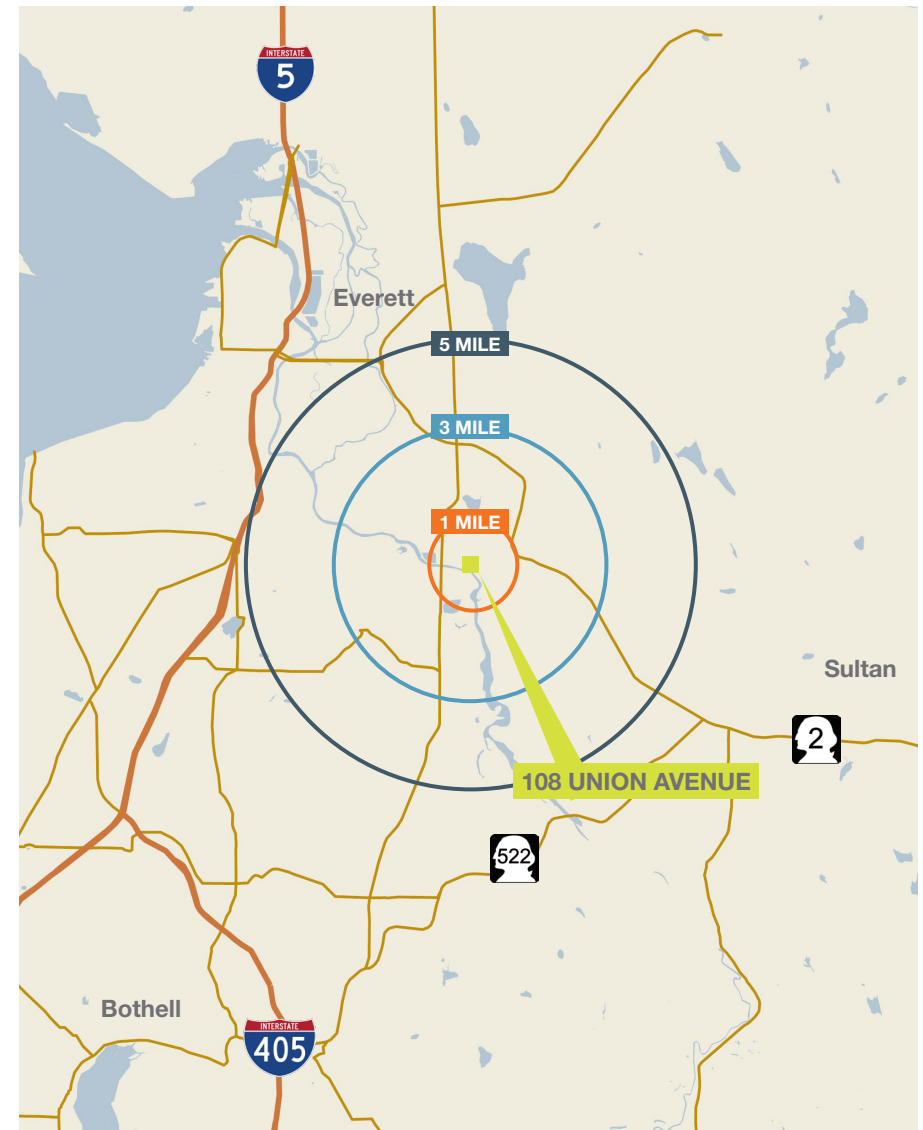 INTERSTATE
5
Everett
5 MILE
3 MILE
1 MILE
Sultan
2
108 UNION AVENUE
522
Bothell
INTERSTATE
405